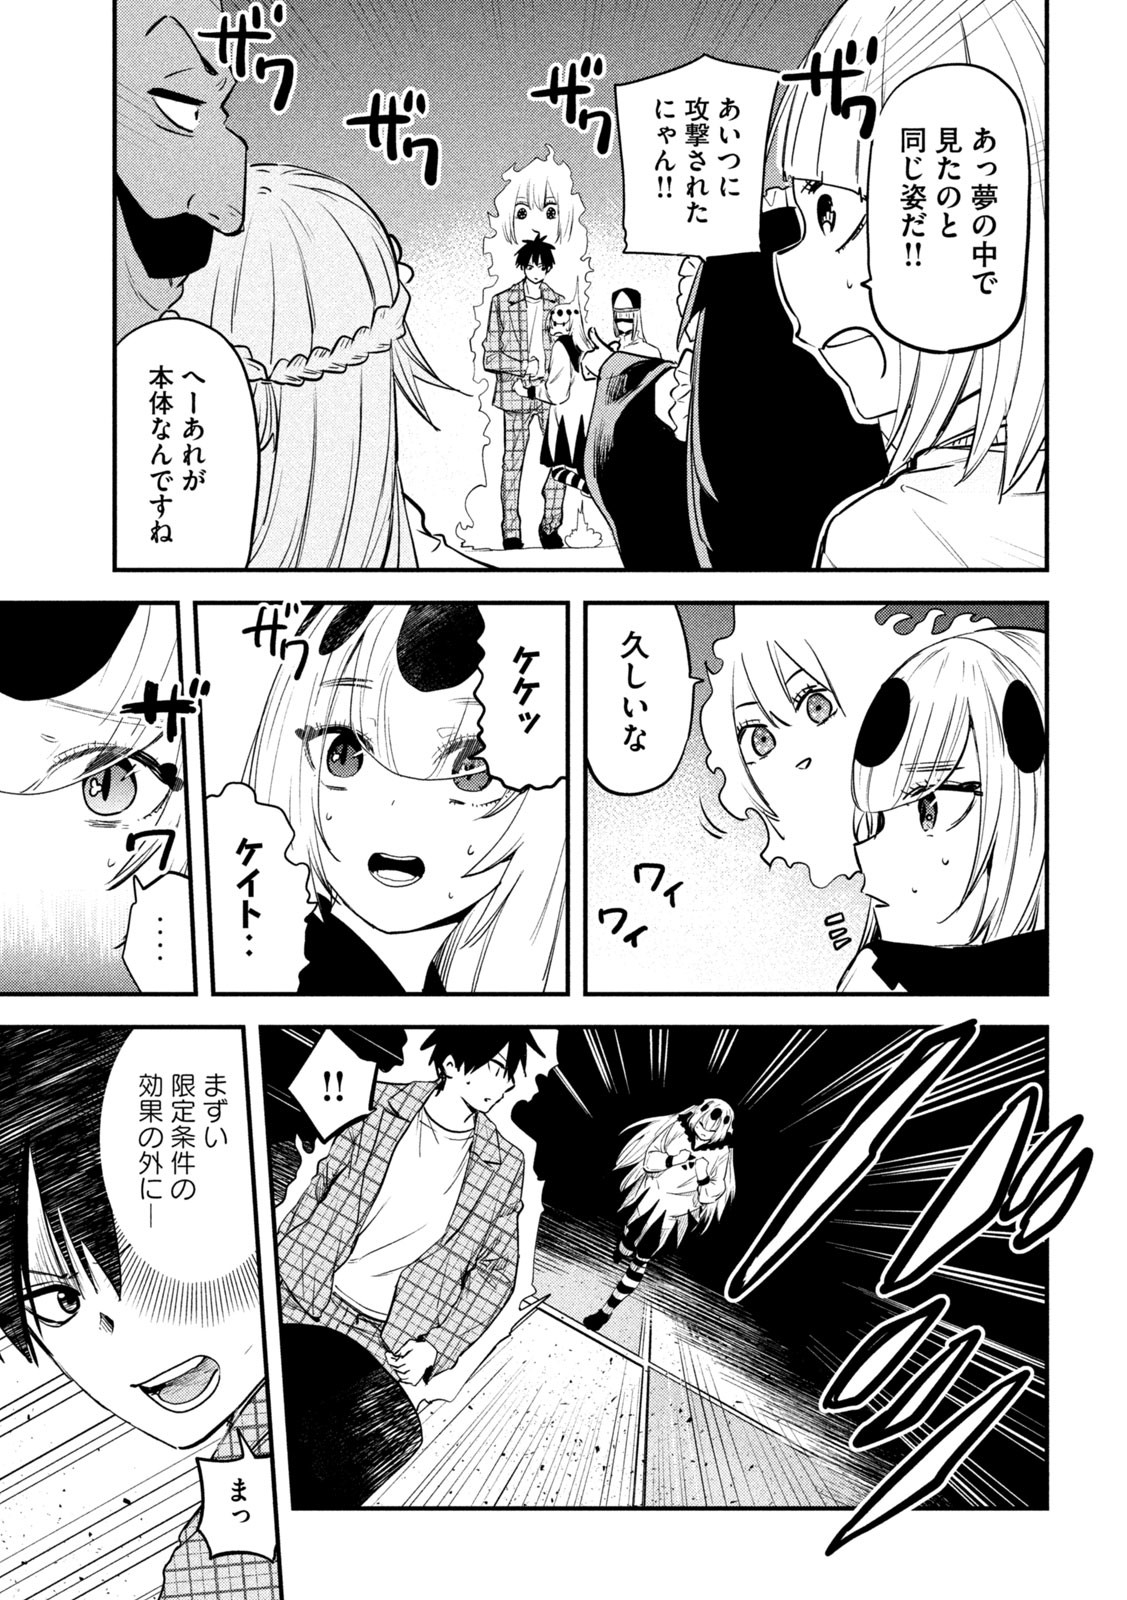 あっ夢の中で
見たのと
同じ姿だ!!
あいつに
攻撃された
にゃん!!
ザワ
ザワ
ザワ
ザワ
へーあれが
本体なんですね
久しいな
ワイ
ワイ
ケケッ
ケイト‥
ザワ
ザ
ワ
‥‥
!!
まずい
限定条件の
効果の外に―
まっ